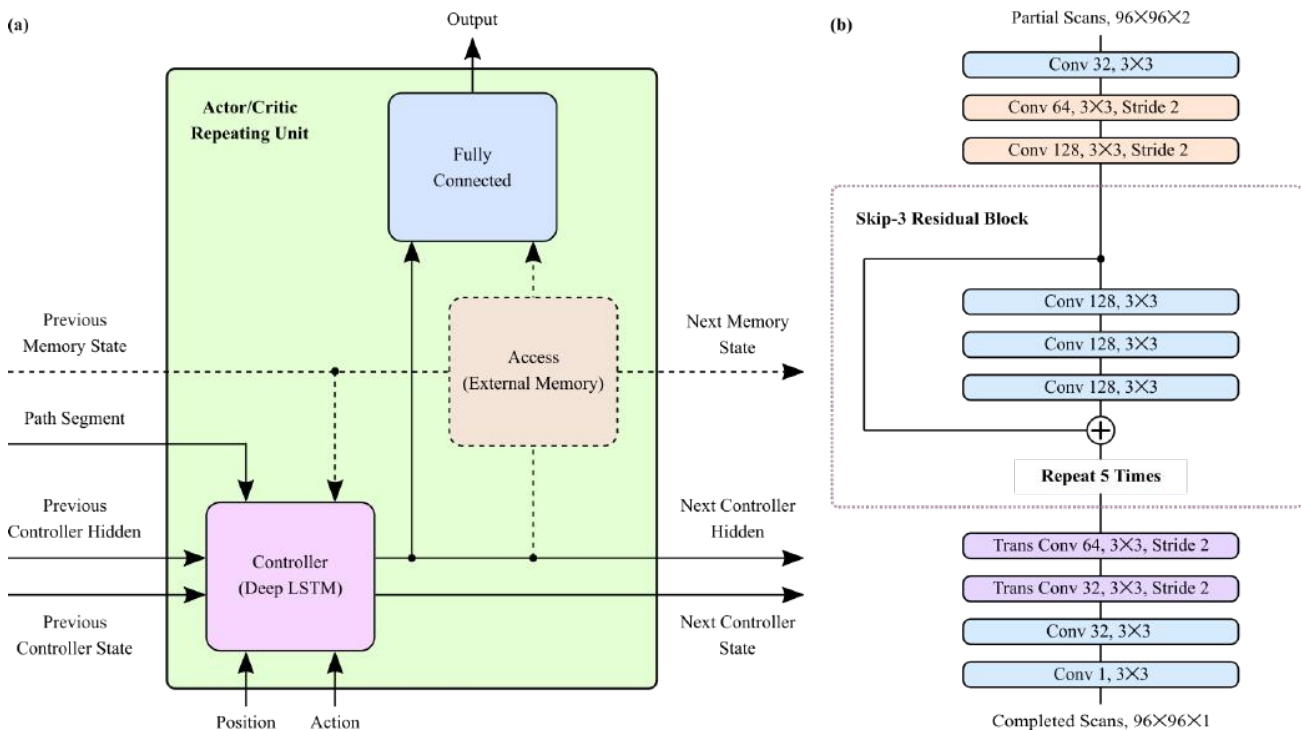 (a)
Output
Actor/Critic
Repeating Unit
Fully
Connected
Previous
Memory State
Access
(External Memory)
Next Memory
State
Path Segment
Previous
Controller Hidden
Controller
(Deep LSTM)
Next Controller
Hidden
Previous
Controller State
Next Controller
State
Position
Action
(b)
Partial Scans, 96×96×2
Conv 32, 3×3
Conv 64, 3×3, Stride 2
Conv 128, 3×3, Stride 2
Skip-3 Residual Block
Conv 128, 3×3
Conv 128, 3×3
Conv 128, 3×3
+
Repeat 5 Times
Trans Conv 64, 3×3, Stride 2
Trans Conv 32, 3×3, Stride 2
Conv 32, 3×3
Conv 1, 3×3
Completed Scans, 96×96×1